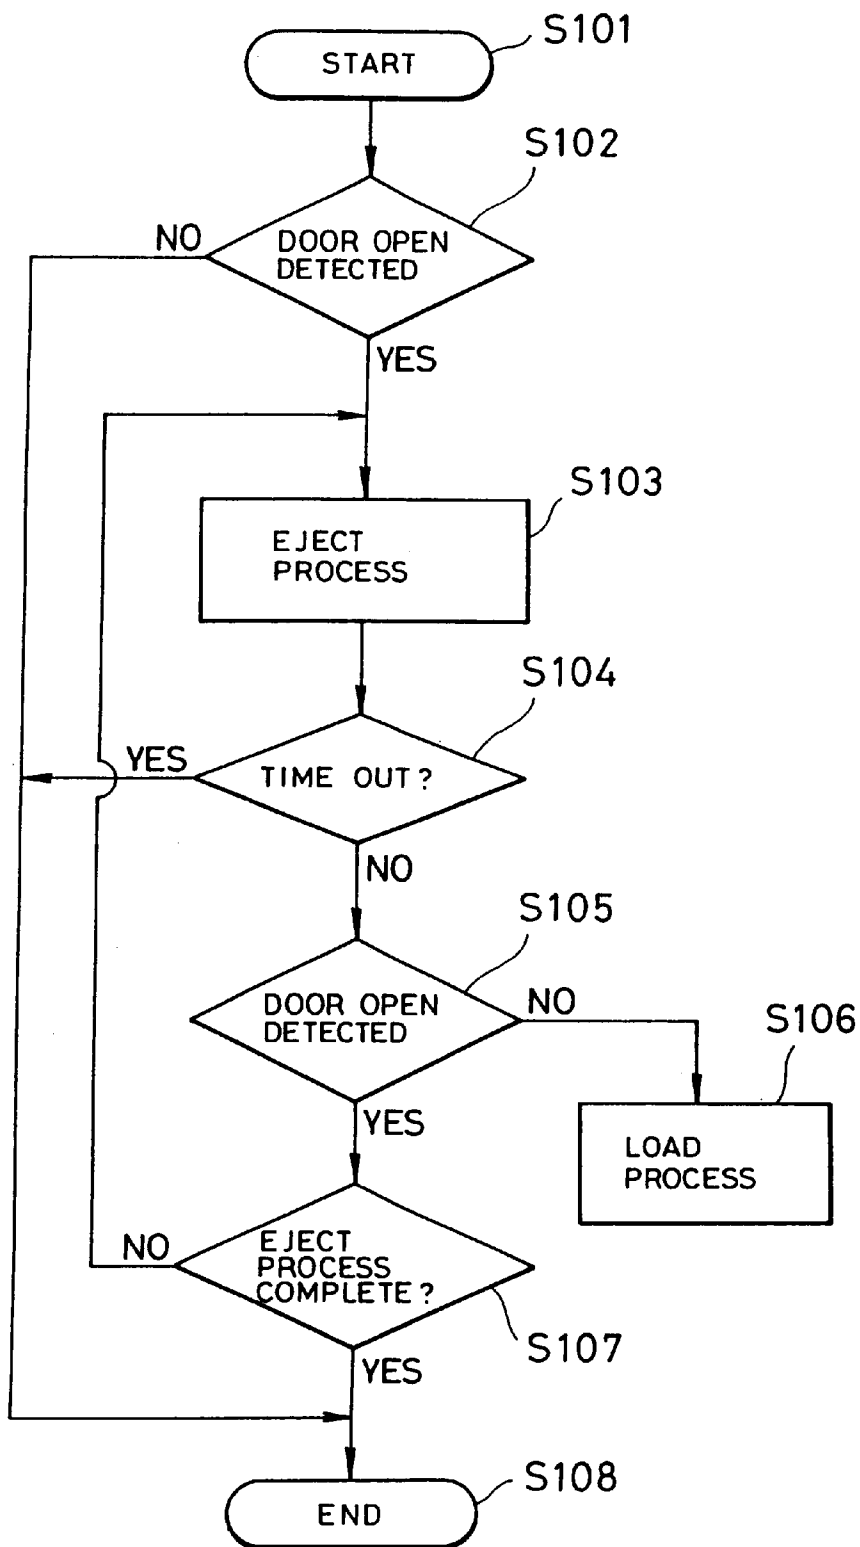 S101
START
S102
NO
DOOR OPEN
DETECTED
YES
S103
EJECT
PROCESS
S104
YES
TIME OUT?
NO
S105
DOOR OPEN
DETECTED
NO
S106
YES
LOAD
PROCESS
NO
EJECT
PROCESS
COMPLETE?
S107
YES
S108
END